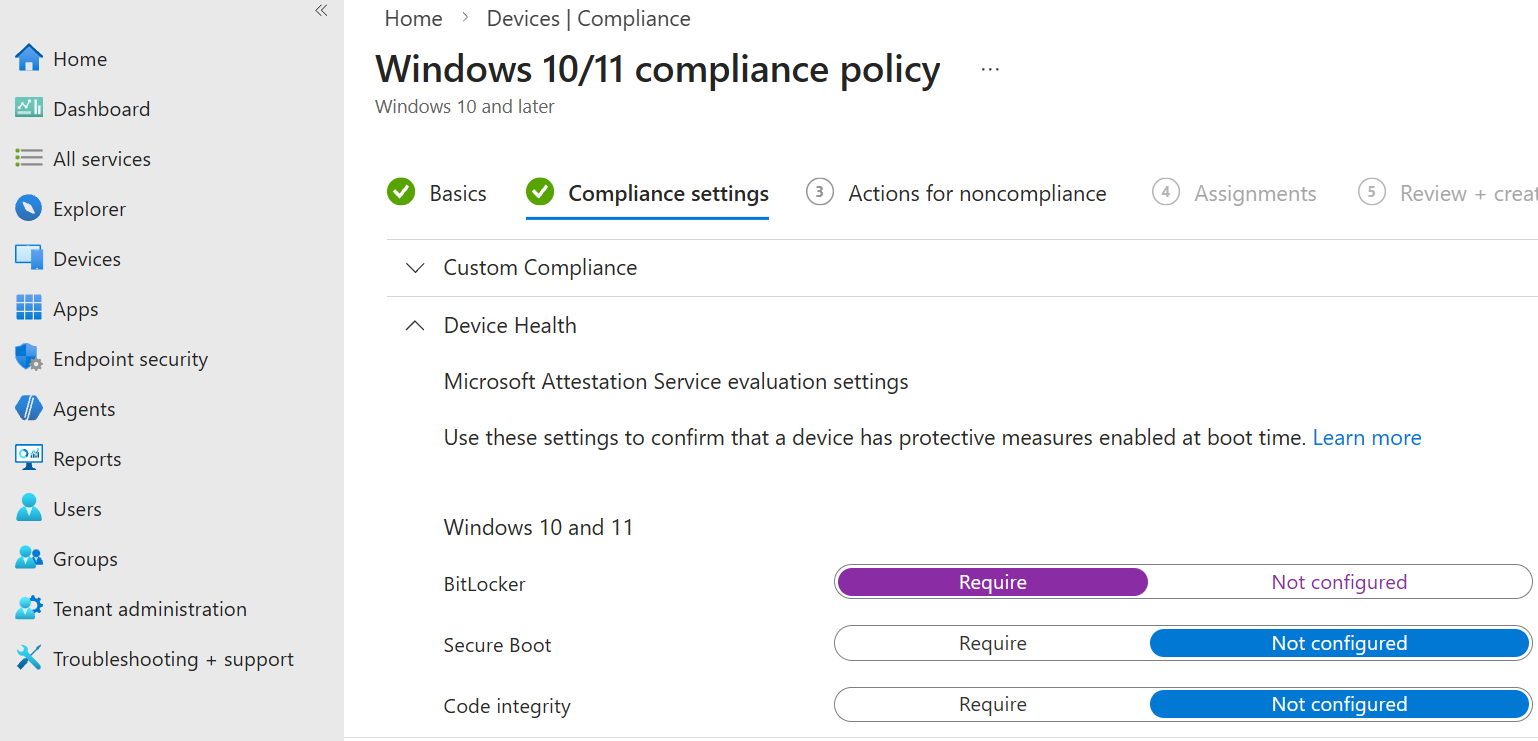 Home
Dashboard
All services
Explorer
Devices
Apps
Endpoint security
Agents
Reports
Users
Groups
Tenant administration
Troubleshooting + support
Home > Devices | Compliance
Windows 10/11 compliance policy ...
Windows 10 and later
Basics Compliance settings 3 Actions for noncompliance 4 Assignments 5 Review + creat
Custom Compliance
Device Health
Microsoft Attestation Service evaluation settings
Use these settings to confirm that a device has protective measures enabled at boot time. Learn more
Windows 10 and 11
BitLocker Require Not configured
Secure Boot Require Not configured
Code integrity Require Not configured